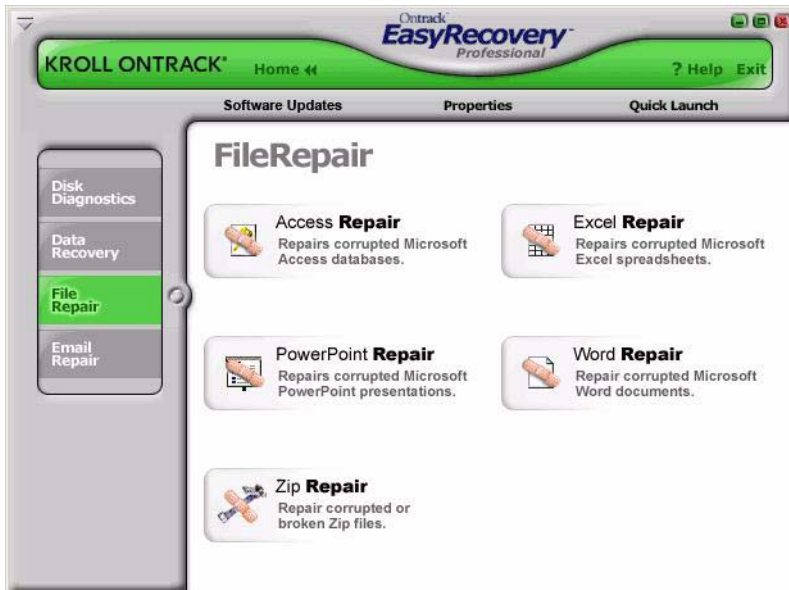 Ontrack
EasyRecovery
Professional
KROLL ONTRACK
Home
? Help Exit
Software Updates Properties Quick Launch
Disk
Diagnostics
Data
Recovery
File
Repair
Email
Repair
FileRepair
Access Repair
Repairs corrupted Microsoft
Access databases.
Excel Repair
Repairs corrupted Microsoft
Excel spreadsheets.
PowerPoint Repair
Repairs corrupted Microsoft
PowerPoint presentations.
Word Repair
Repair corrupted Microsoft
Word documents.
Zip Repair
Repair corrupted or
broken Zip files.